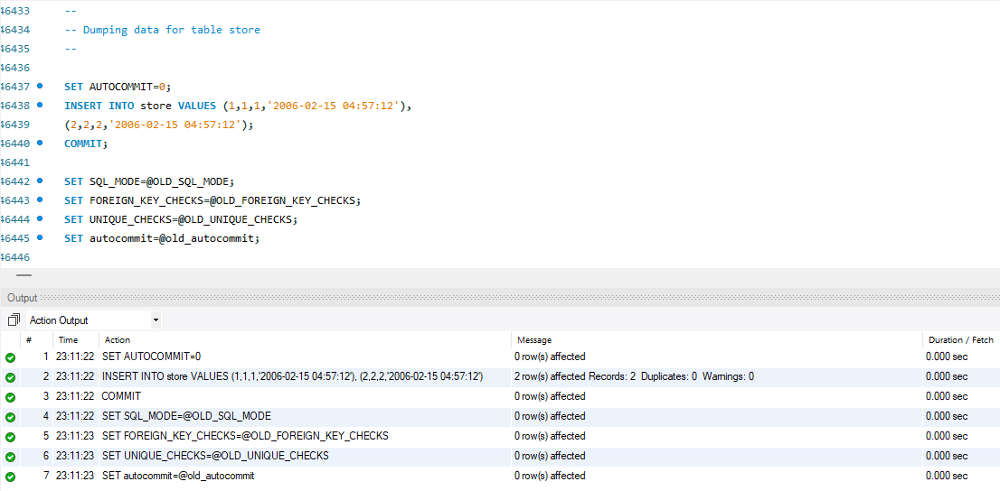 46433 --
46434 -- Dumping data for table store
46435 --
46436
46437 SET AUTOCOMMIT=0;
46438 INSERT INTO store VALUES (1,1,1,'2006-02-15 04:57:12'),
46439 (2,2,2,'2006-02-15 04:57:12');
46440 COMMIT;
46441
46442 SET SQL_MODE=@OLD_SQL_MODE;
46443 SET FOREIGN_KEY_CHECKS=@OLD_FOREIGN_KEY_CHECKS;
46444 SET UNIQUE_CHECKS=@OLD_UNIQUE_CHECKS;
46445 SET autocommit=@old_autocommit;
46446
Output
Action Output
# Time Action Message Duration / Fetch
1 23:11:22 SET AUTOCOMMIT=0 0 row(s) affected 0.000 sec
2 23:11:22 INSERT INTO store VALUES (1,1,1,'2006-02-15 04:57:12'), (2,2,2,'2006-02-15 04:57:12') 2 row(s) affected Records: 2 Duplicates: 0 Warnings: 0 0.000 sec
3 23:11:22 COMMIT 0 row(s) affected 0.000 sec
4 23:11:22 SET SQL_MODE=@OLD_SQL_MODE 0 row(s) affected 0.000 sec
5 23:11:23 SET FOREIGN_KEY_CHECKS=@OLD_FOREIGN_KEY_CHECKS 0 row(s) affected 0.000 sec
6 23:11:23 SET UNIQUE_CHECKS=@OLD_UNIQUE_CHECKS 0 row(s) affected 0.000 sec
7 23:11:23 SET autocommit=@old_autocommit 0 row(s) affected 0.000 sec